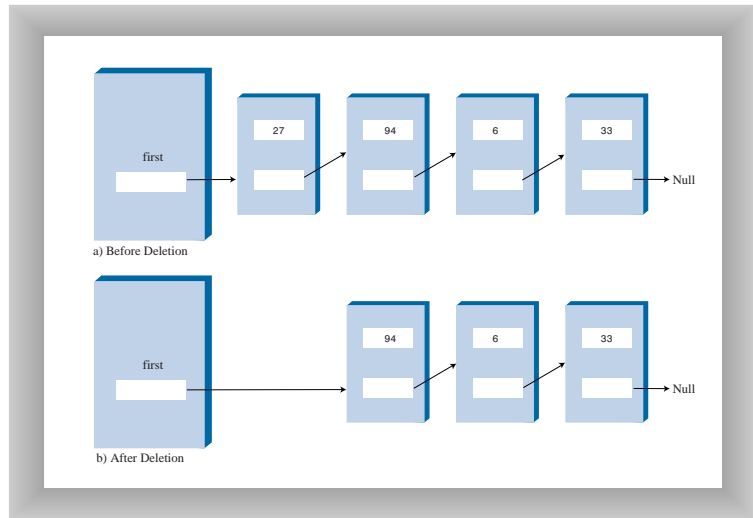 first
27
94
6
33
Null
a) Before Deletion
first
94
6
33
Null
b) After Deletion